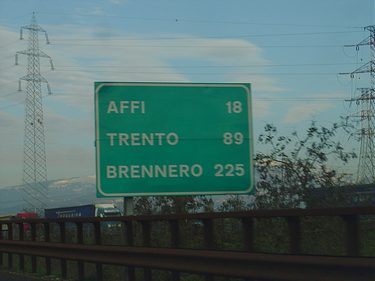 AFFI 18
TRENTO 89
BRENNERO 225